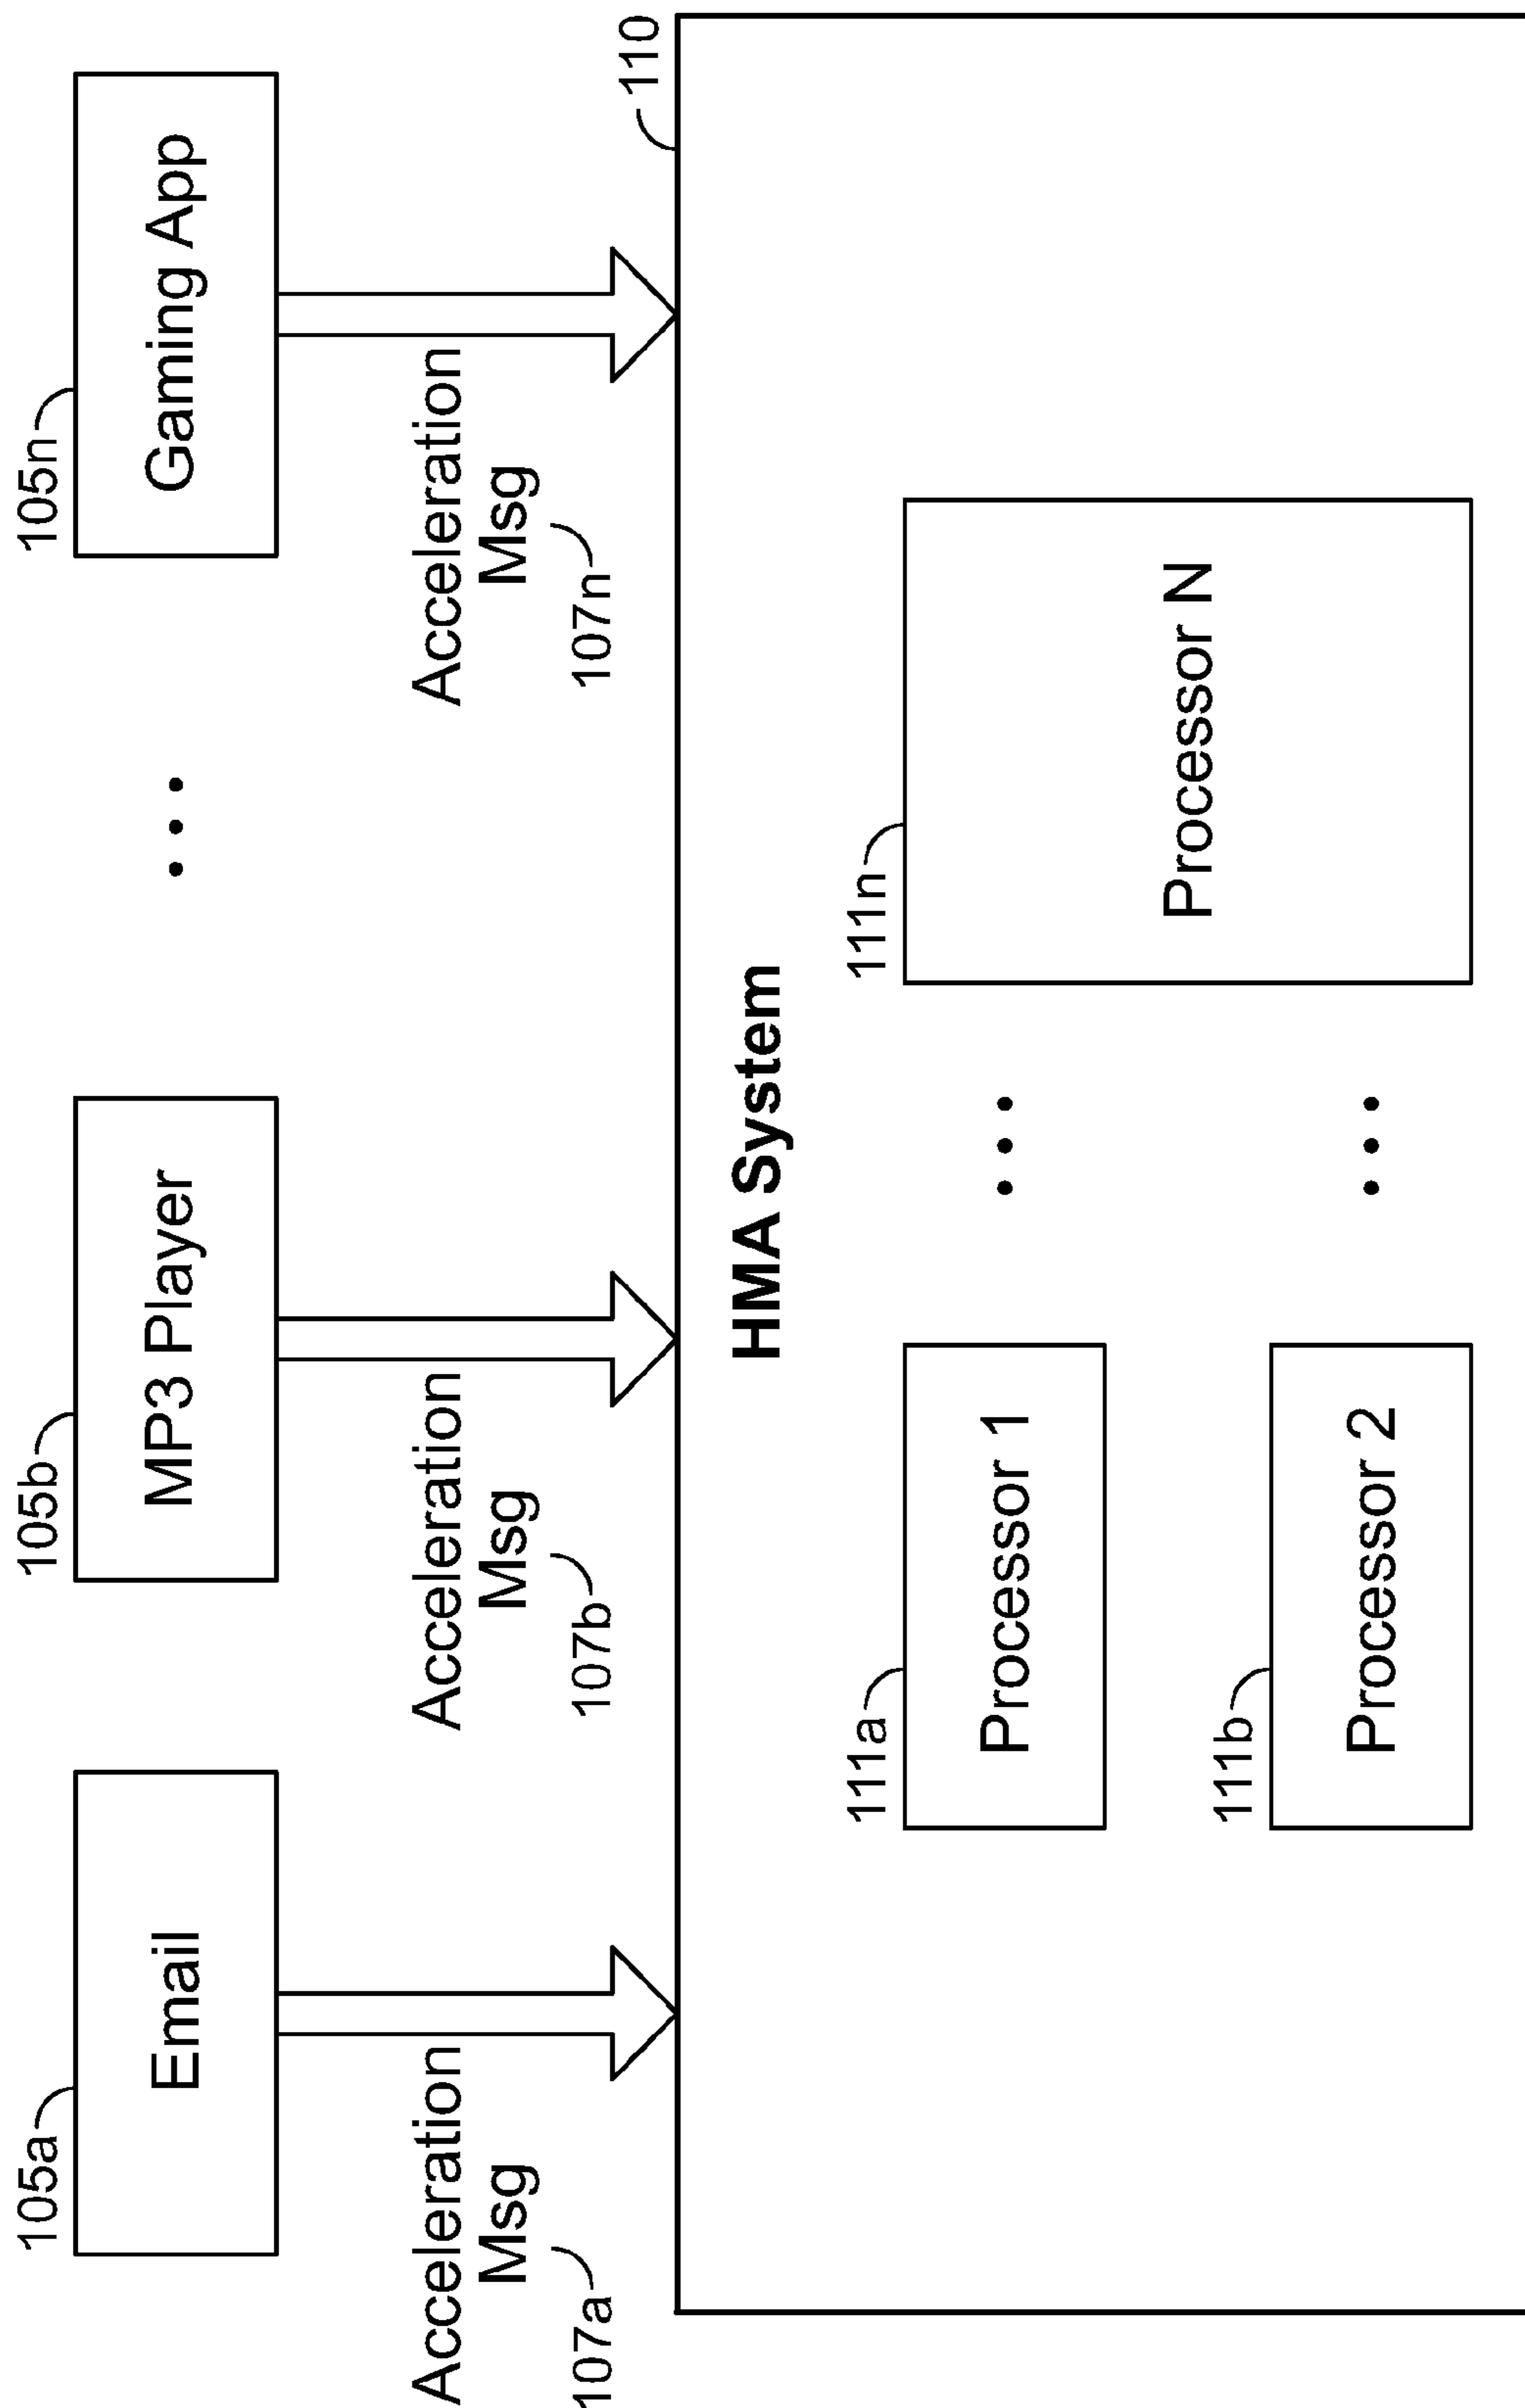 105a
Email
105b
MP3 Player
105n
Gaming App
• • •
Acceleration
Msg
107a
Acceleration
Msg
107b
Acceleration
Msg
107n
110
HMA System
111a
Processor 1
• • •
111n
Processor N
111b
Processor 2
• • •